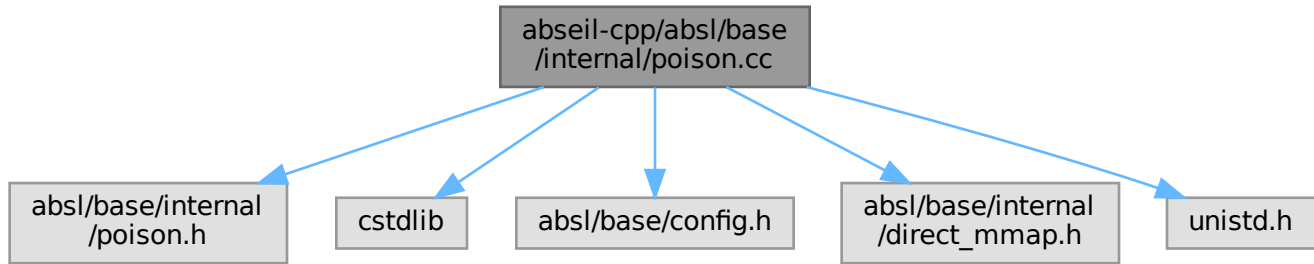 abseil-cpp/absl/base
/internal/poison.cc
absl/base/internal
/poison.h
cstdlib
absl/base/config.h
absl/base/internal
/direct_mmap.h
unistd.h